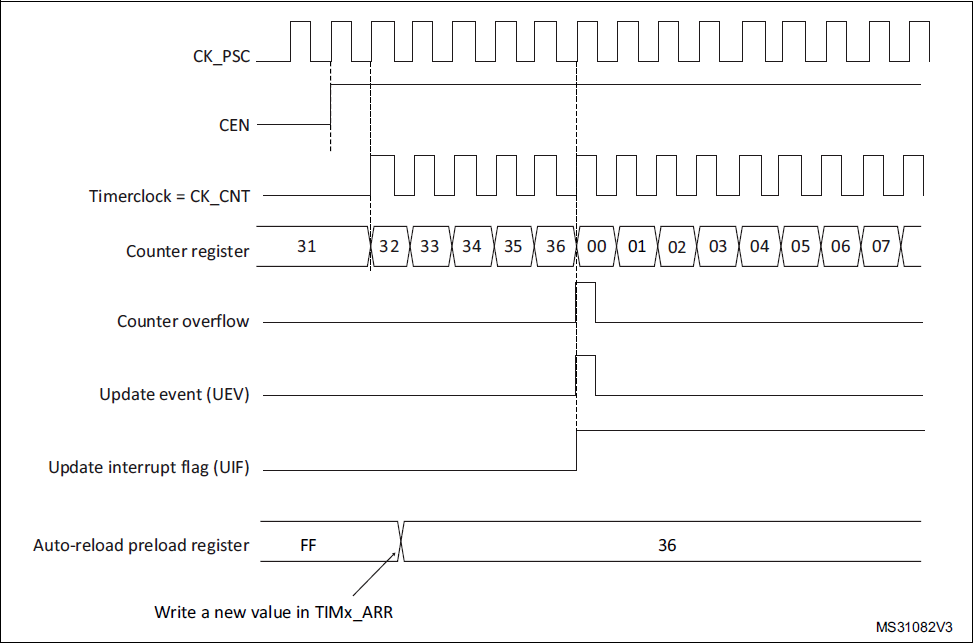 CK_PSC
CEN
Timerclock = CK_CNT
Counter register 31 32 33 34 35 36 00 01 02 03 04 05 06 07
Counter overflow
Update event (UEV)
Update interrupt flag (UIF)
Auto-reload preload register FF 36
Write a new value in TIMx_ARR
MS31082V3